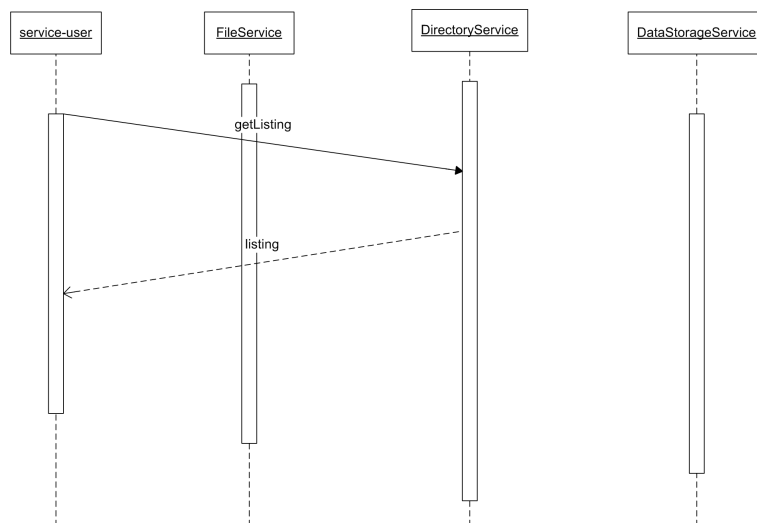 service-user
FileService
DirectoryService
DataStorageService
getListing
listing